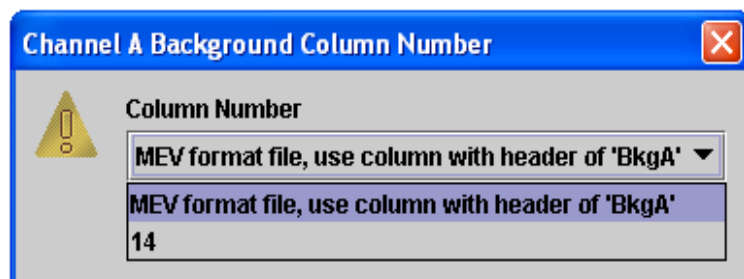 Channel A Background Column Number
Column Number
MEV format file, use column with header of 'BkgA'
MEV format file, use column with header of 'BkgA'
14